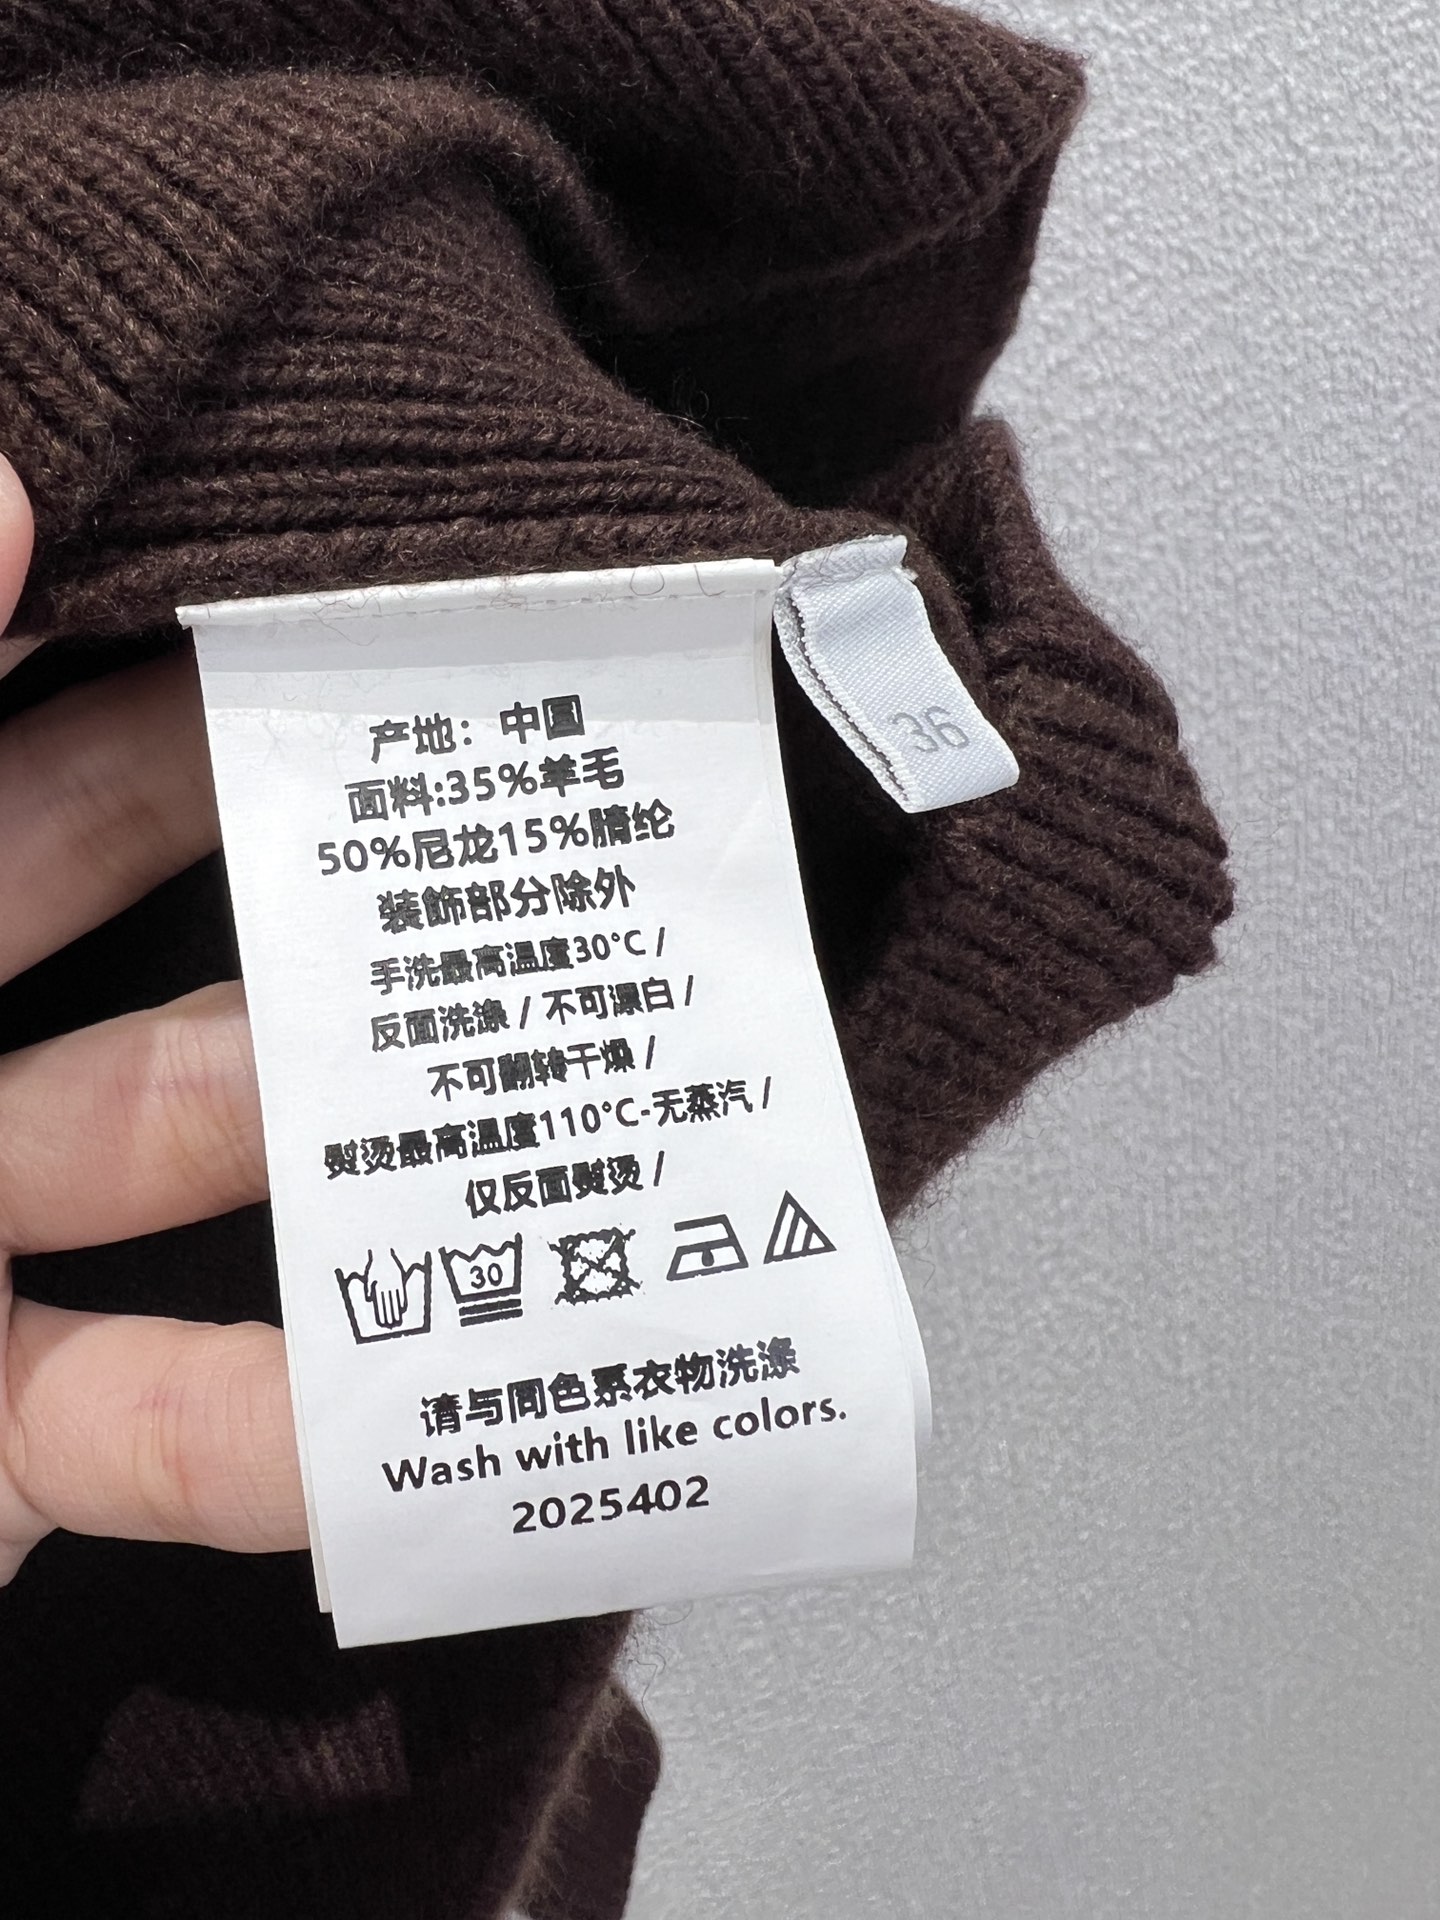 产地：中国
面料:35%羊毛
50%尼龙15%腈纶
装飾部分除外
手洗最高温度30°C /
反面洗涤 / 不可漂白 /
不可翻转干燥 /
熨烫最高温度110°C-无蒸汽 /
仅反面熨烫 /
30
请与同色系衣物洗涤
Wash with like colors.
2025402
36